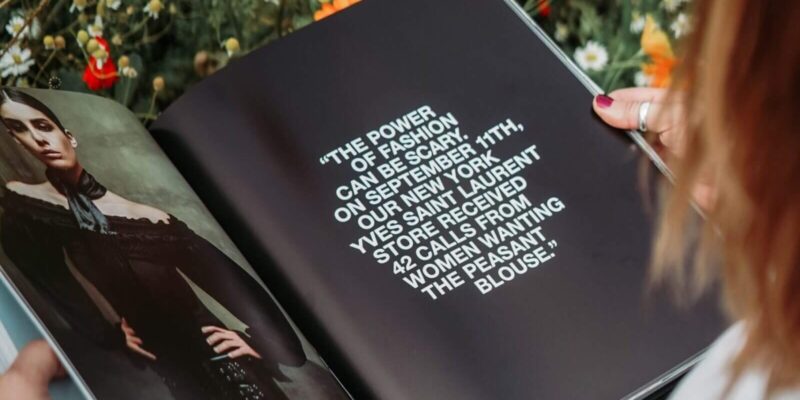 "THE POWER
OF FASHION
CAN BE SCARY.
ON SEPTEMBER 11TH,
OUR NEW YORK
YVES SAINT LAURENT
STORE RECEIVED
42 CALLS FROM
WOMEN WANTING
THE PEASANT
BLOUSE."